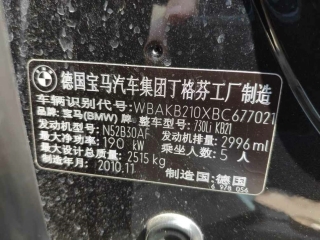 德国宝马汽车集团丁格芬工厂制造
车辆识别代号: WBAKB210XBC677021
品牌: 宝马(BMW) 牌 整车型号: 730Li KB21
发动机型号: N52B30AF 发动机排量: 2996ml
最大净功率: 190 kW 乘坐人数: 5 人
最大设计总质量: 2515 kg
制造年月: 2010.11 制造国: 德国
6 978 056